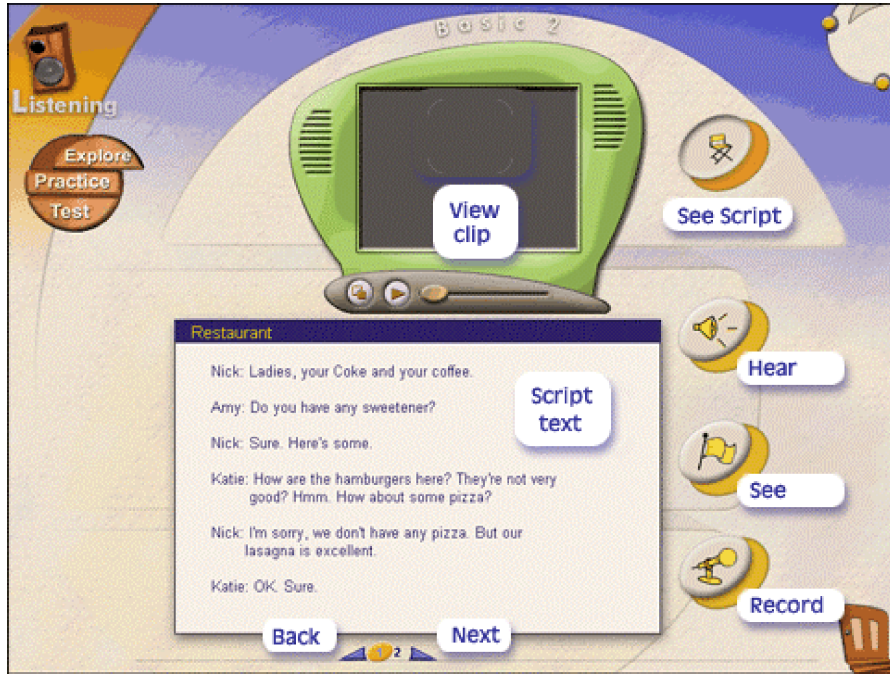 Basic 2
Listening
Explore
Practice
Test
View
clip
See Script
Restaurant
Nick: Ladies, your Coke and your coffee.
Amy: Do you have any sweetener?
Nick: Sure. Here's some.
Katie: How are the hamburgers here? They're not very
good? Hmm. How about some pizza?
Nick: I'm sorry, we don't have any pizza. But our
lasagna is excellent.
Katie: OK. Sure.
Script
text
Hear
See
Record
Back
1 2
Next